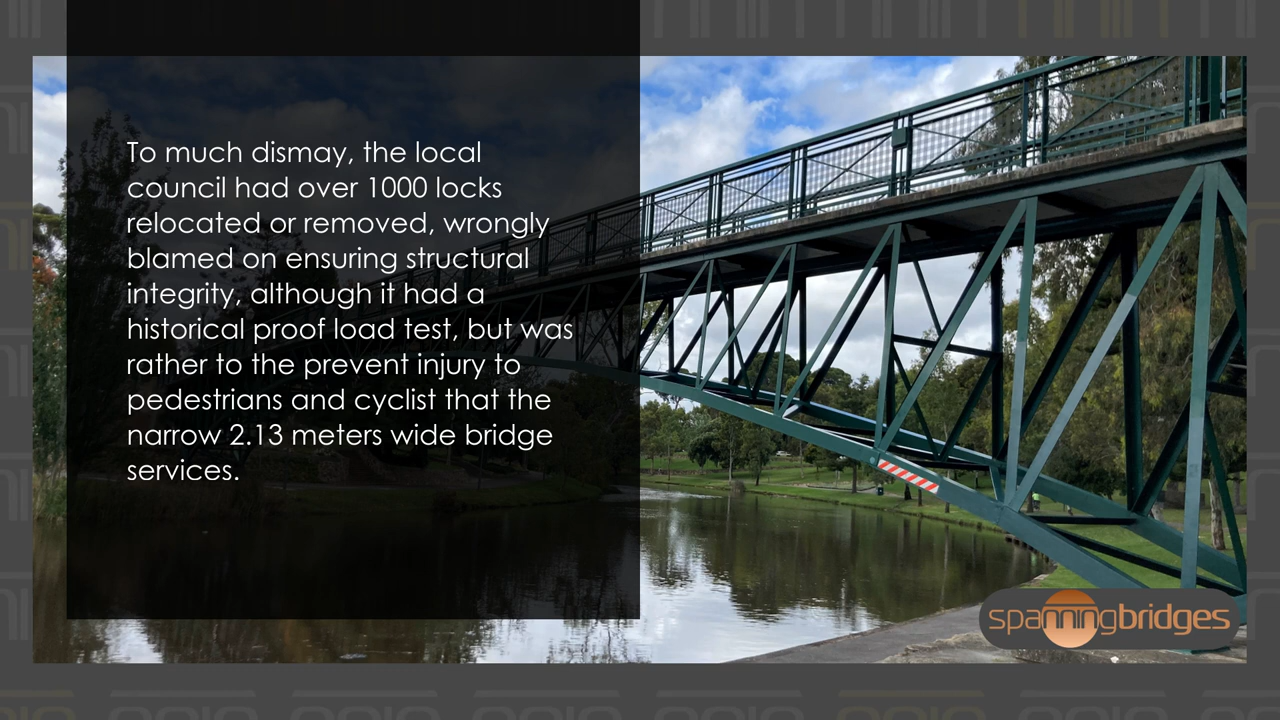 To much dismay, the local
council had over 1000 locks
relocated or removed, wrongly
blamed on ensuring structural
integrity, although it had a
historical proof load test, but was
rather to the prevent injury to
pedestrians and cyclist that the
narrow 2.13 meters wide bridge
services.
spanningbridges